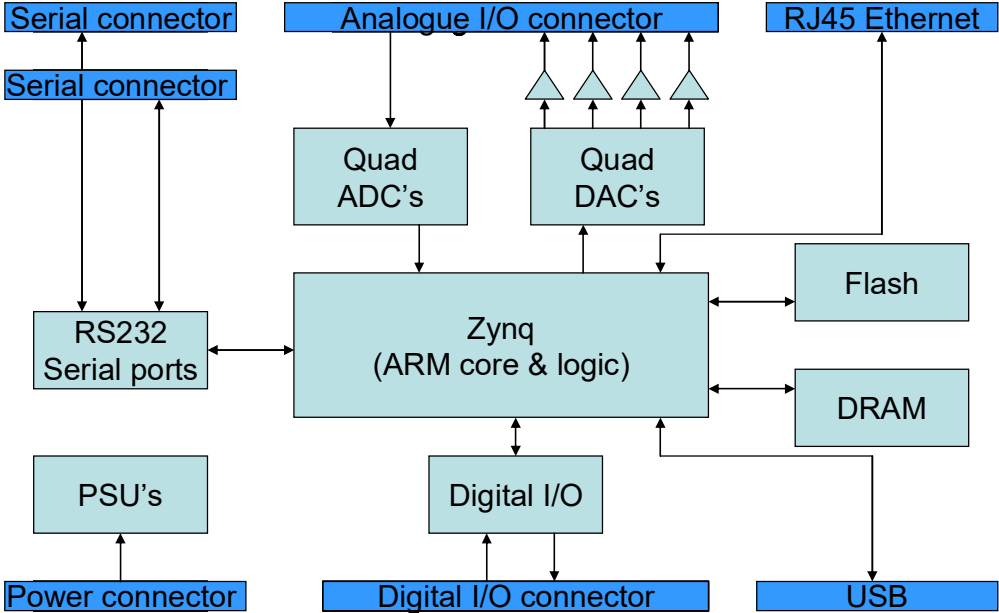 Serial connector
Analogue I/O connector
RJ45 Ethernet
Serial connector
Quad
ADC's
Quad
DAC's
Flash
RS232
Serial ports
Zynq
(ARM core & logic)
DRAM
PSU's
Digital I/O
Power connector
Digital I/O connector
USB